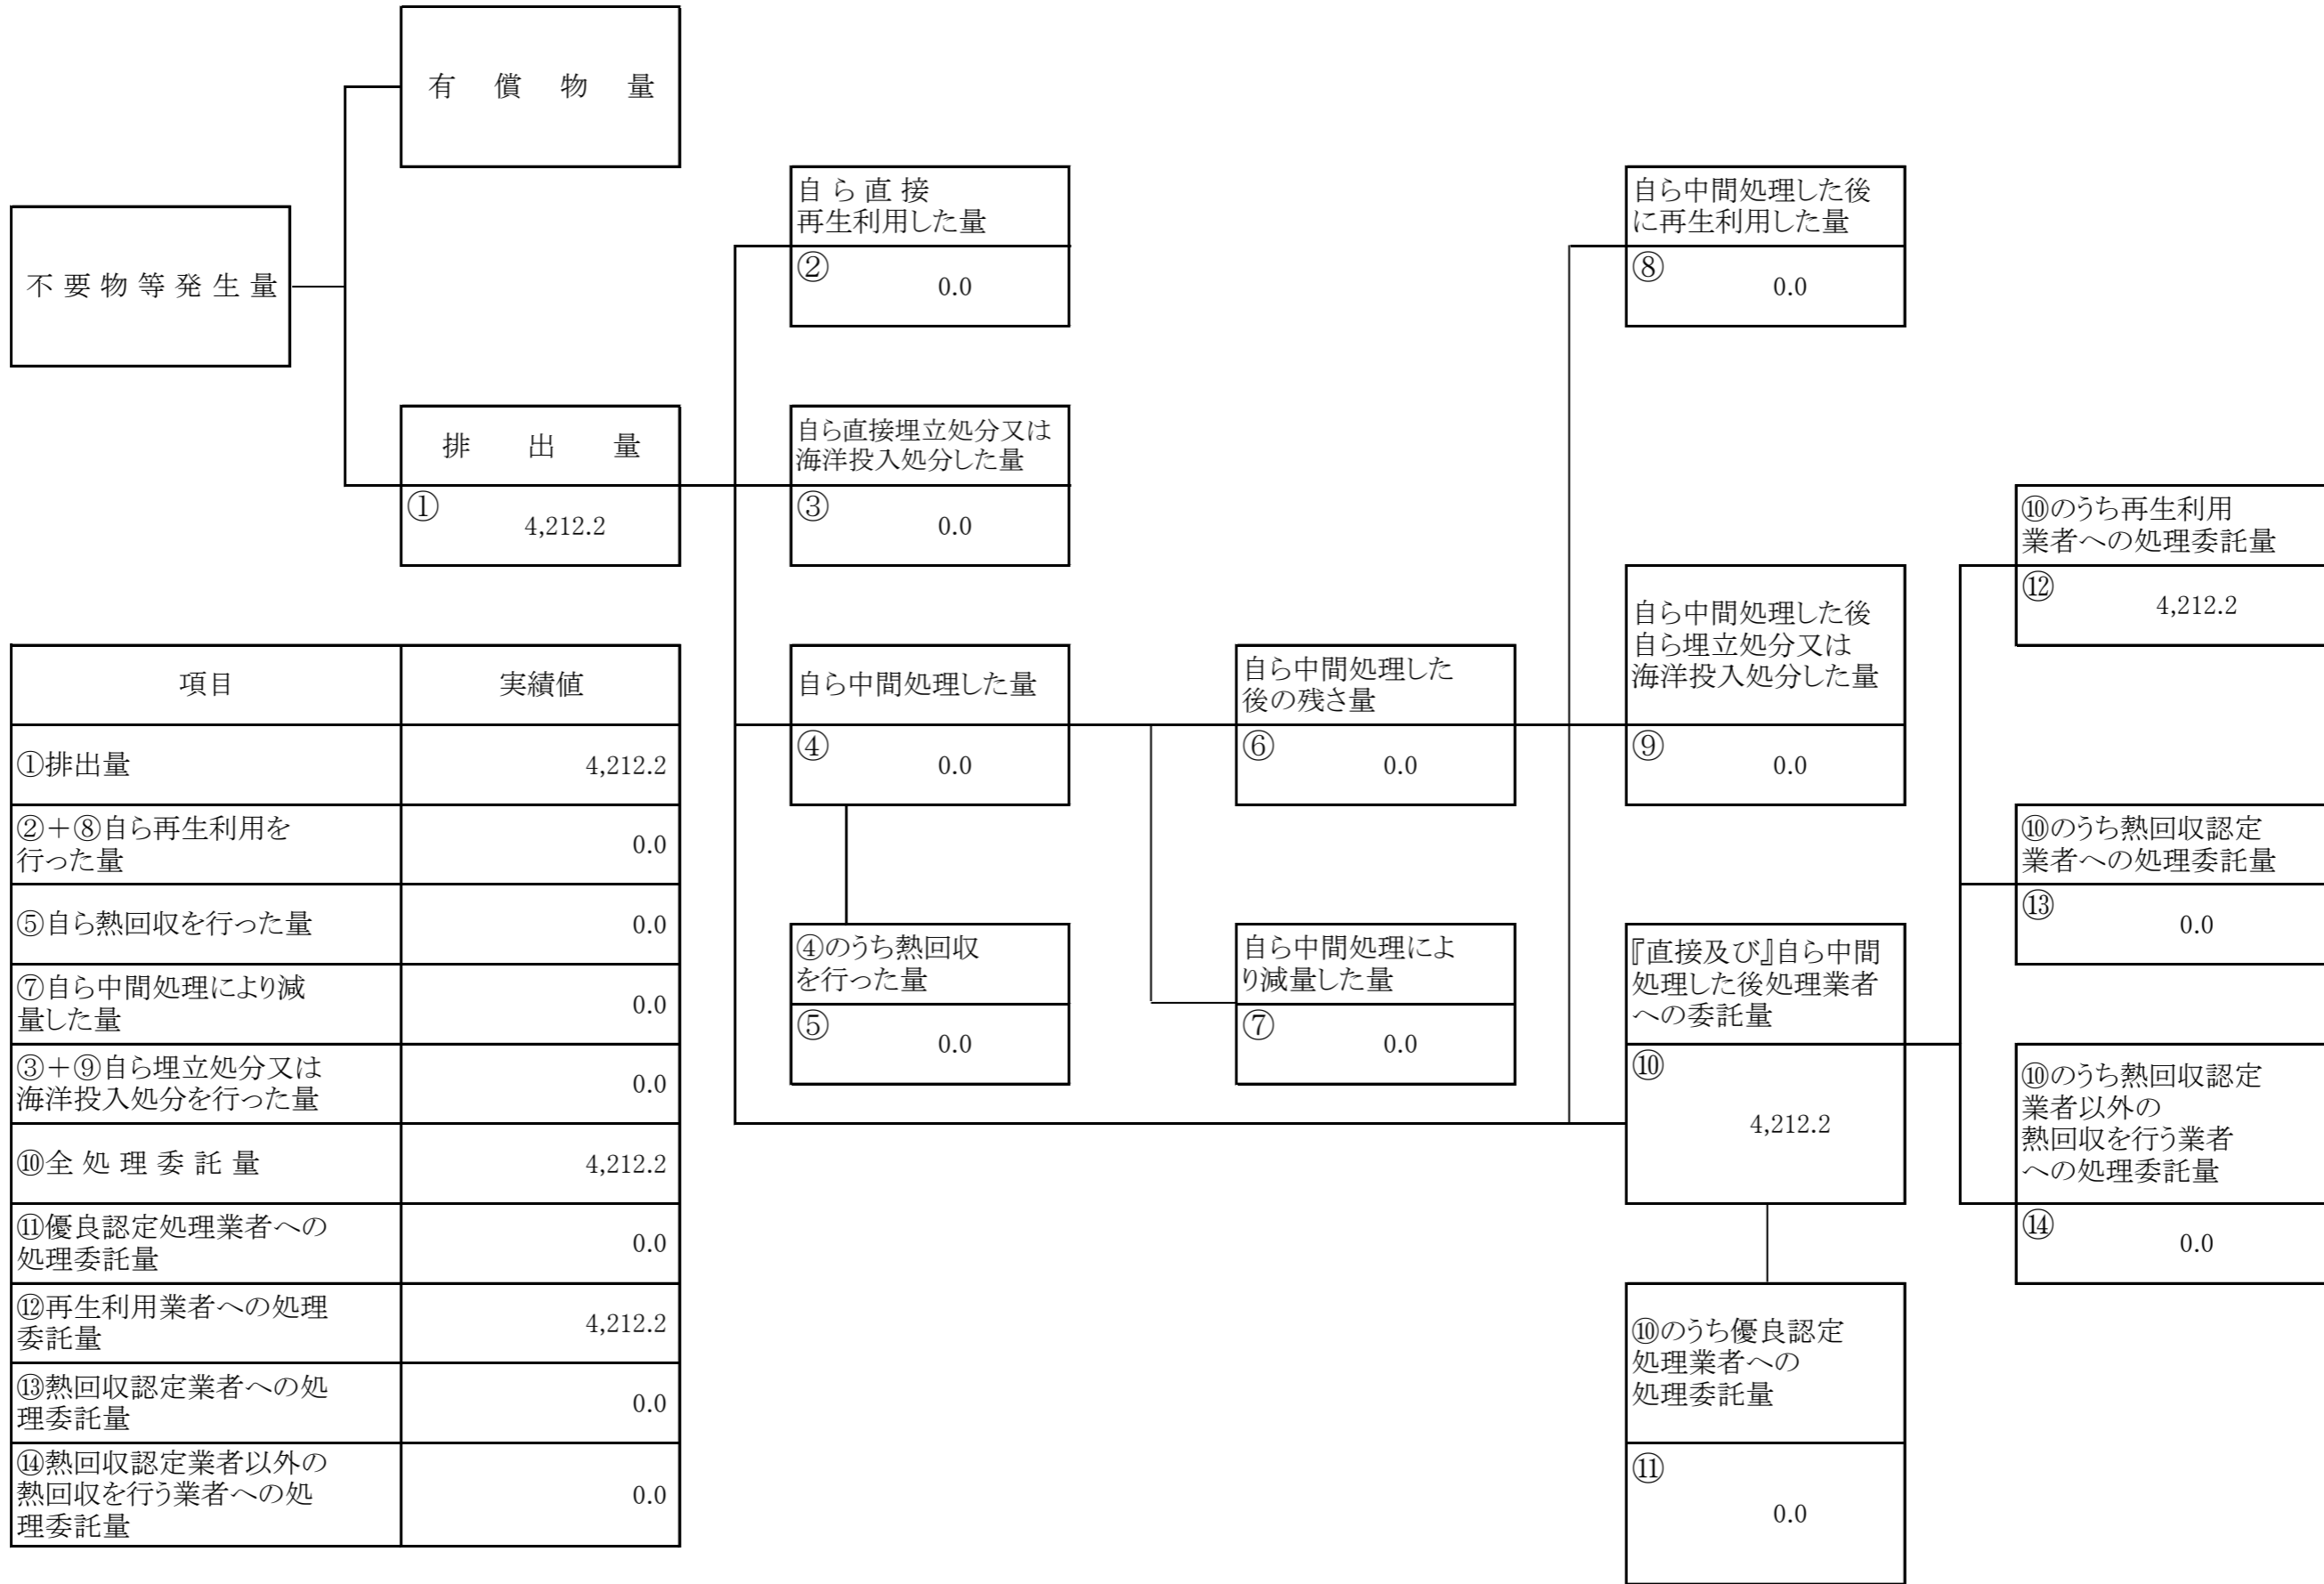 有 償 物 量
不 要 物 等 発 生 量
自 ら 直 接
再生利用した量
②
0.0
自ら中間処理した後
に再生利用した量
⑧
0.0
排 出 量
①
4,212.2
自ら直接埋立処分又は
海洋投入処分した量
③
0.0
⑩のうち再生利用
業者への処理委託量
⑫
4,212.2
項目 実績値
①排出量 4,212.2
②+⑧自ら再生利用を
行った量
0.0
⑤自ら熱回収を行った量 0.0
⑦自ら中間処理により減
量した量
0.0
③+⑨自ら埋立処分又は
海洋投入処分を行った量
0.0
⑩全 処 理 委 託 量 4,212.2
⑪優良認定処理業者への
処理委託量
0.0
⑫再生利用業者への処理
委託量
4,212.2
⑬熱回収認定業者への処
理委託量
0.0
⑭熱回収認定業者以外の
熱回収を行う業者への処
理委託量
0.0
自ら中間処理した量
④
0.0
④のうち熱回収
を行った量
⑤
0.0
自ら中間処理した
後の残さ量
⑥
0.0
自ら中間処理によ
り減量した量
⑦
0.0
自ら中間処理した後
自ら埋立処分又は
海洋投入処分した量
⑨
0.0
『直接及び』自ら中間
処理した後処理業者
への委託量
⑩
4,212.2
⑩のうち優良認定
処理業者への
処理委託量
⑪
0.0
⑩のうち熱回収認定
業者への処理委託量
⑬
0.0
⑩のうち熱回収認定
業者以外の
熱回収を行う業者
への処理委託量
⑭
0.0